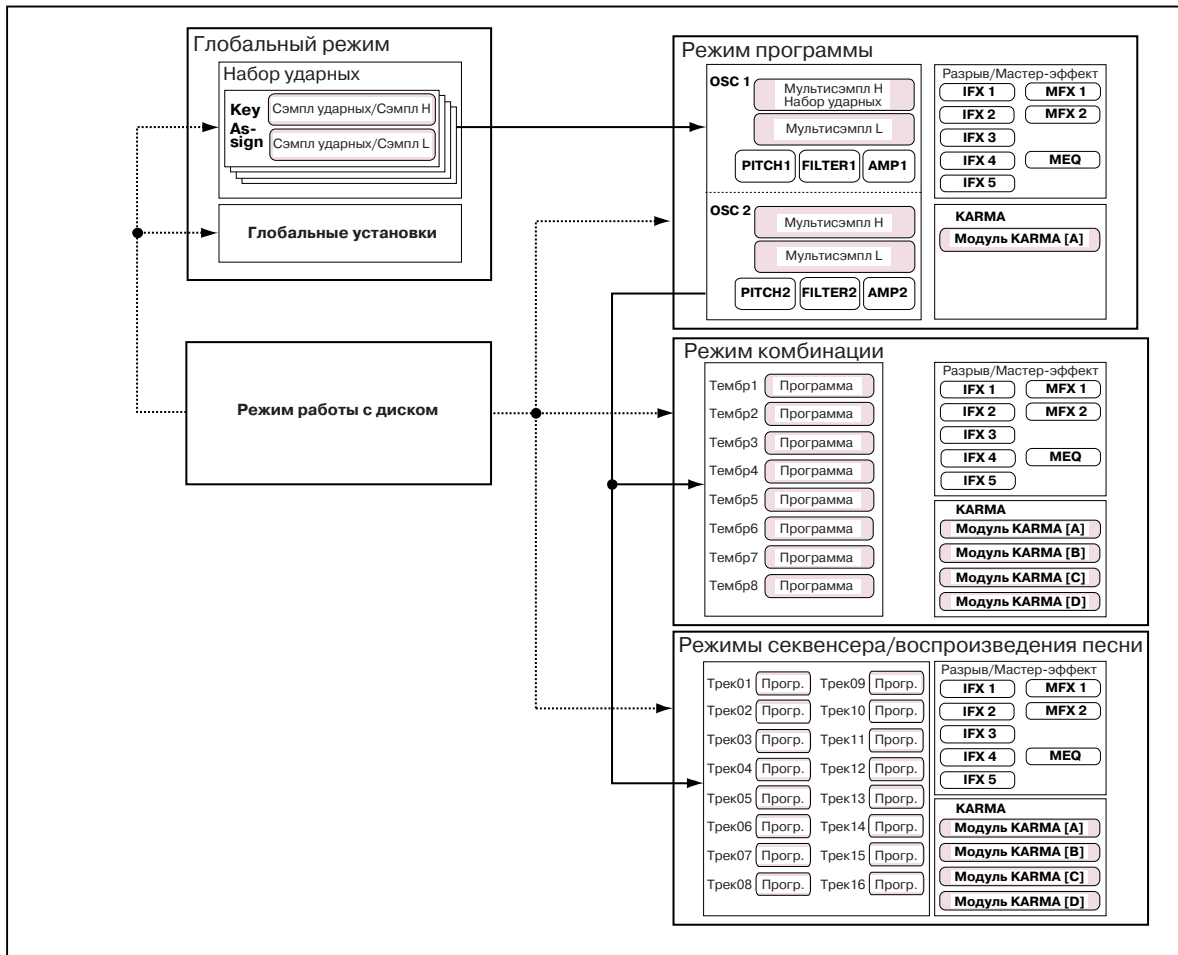 Глобальный режим
Набор ударных
Key
As-
sign
Сэмпл ударных/Сэмпл H
Сэмпл ударных/Сэмпл L
Глобальные установки
Режим работы с диском
Режим программы
OSC 1
Мультисэмпл H
Набор ударных
Мультисэмпл L
PITCH1 FILTER1 AMP1
OSC 2
Мультисэмпл H
Мультисэмпл L
PITCH2 FILTER2 AMP2
Разрыв/Мастер-эффект
IFX 1 MFX 1
IFX 2 MFX 2
IFX 3
IFX 4 MEQ
IFX 5
KARMA
Модуль KARMA [A]
Режим комбинации
Тембр1 Программа
Тембр2 Программа
Тембр3 Программа
Тембр4 Программа
Тембр5 Программа
Тембр6 Программа
Тембр7 Программа
Тембр8 Программа
Разрыв/Мастер-эффект
IFX 1 MFX 1
IFX 2 MFX 2
IFX 3
IFX 4 MEQ
IFX 5
KARMA
Модуль KARMA [A]
Модуль KARMA [B]
Модуль KARMA [C]
Модуль KARMA [D]
Режимы секвенсера/воспроизведения песни
Трек01 Прогр. Трек09 Прогр.
Трек02 Прогр. Трек10 Прогр.
Трек03 Прогр. Трек11 Прогр.
Трек04 Прогр. Трек12 Прогр.
Трек05 Прогр. Трек13 Прогр.
Трек06 Прогр. Трек14 Прогр.
Трек07 Прогр. Трек15 Прогр.
Трек08 Прогр. Трек16 Прогр.
Разрыв/Мастер-эффект
IFX 1 MFX 1
IFX 2 MFX 2
IFX 3
IFX 4 MEQ
IFX 5
KARMA
Модуль KARMA [A]
Модуль KARMA [B]
Модуль KARMA [C]
Модуль KARMA [D]